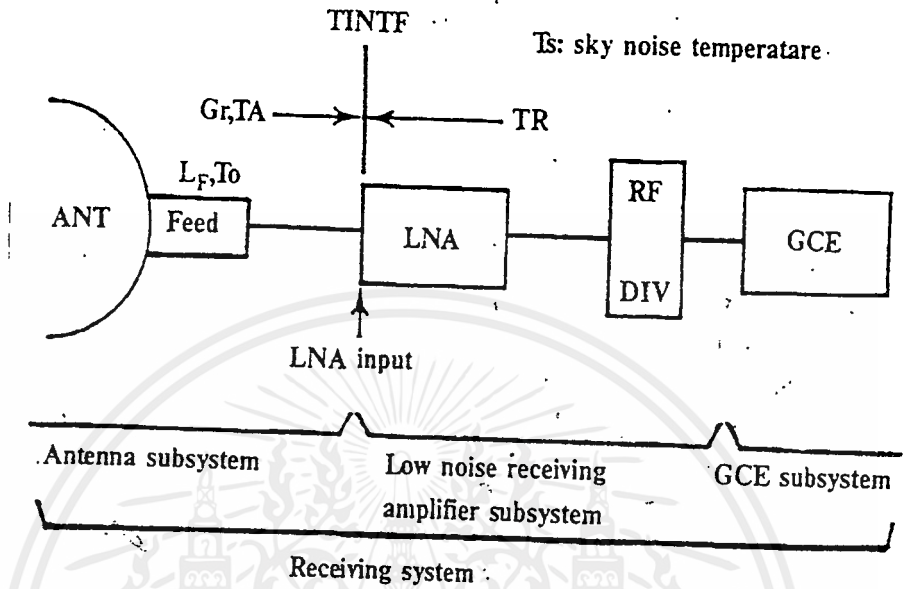 TINTF
Ts: sky noise temperatare
Gr,TA
TR
LF,To
ANT
Feed
LNA
RF
DIV
GCE
LNA input
Antenna subsystem
Low noise receiving
amplifier subsystem
GCE subsystem
Receiving system